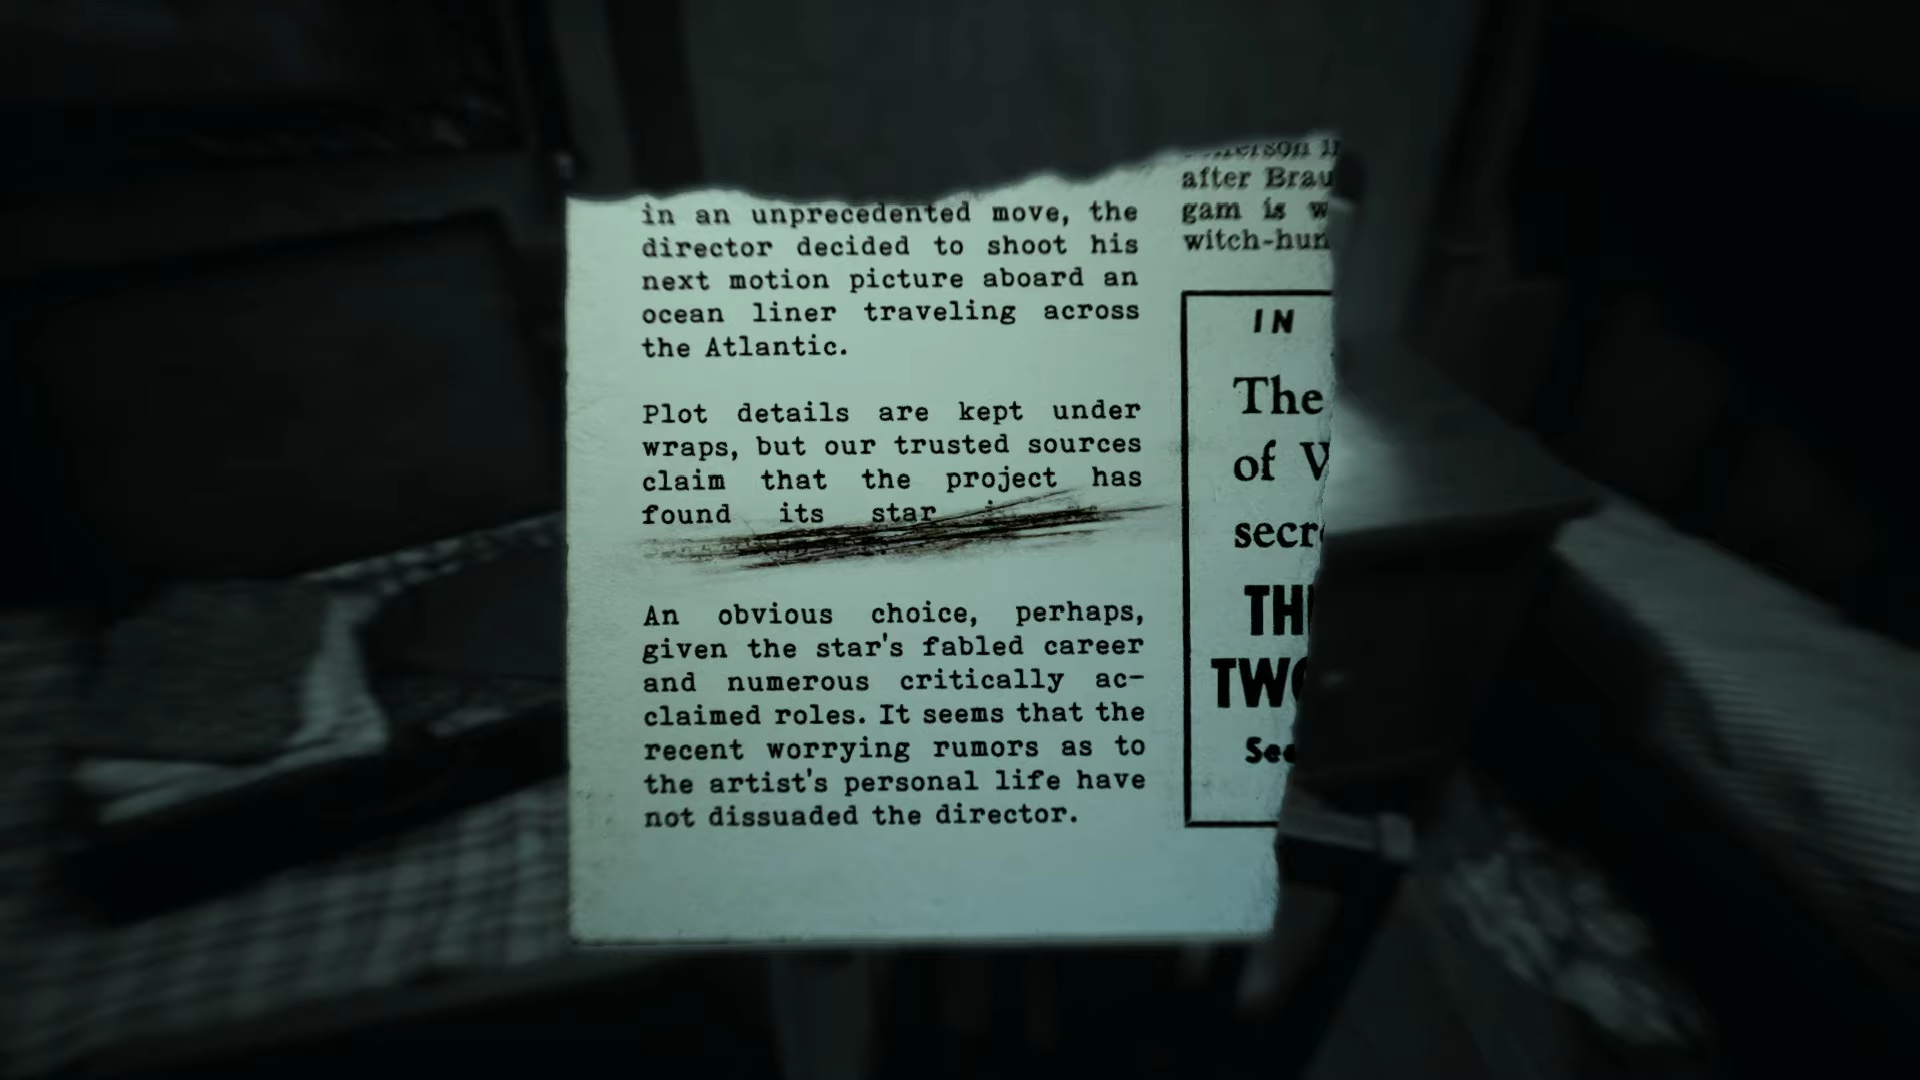 in an unprecedented move, the
director decided to shoot his
next motion picture aboard an
ocean liner traveling across
the Atlantic.
Plot details are kept under
wraps, but our trusted sources
claim that the project has
found its star
An obvious choice, perhaps,
given the star's fabled career
and numerous critically ac-
claimed roles. It seems that the
recent worrying rumors as to
the artist's personal life have
not dissuaded the director.
after Brau
gam is w
witch-hun
IN
The
of V
secr
TH
TWO
See